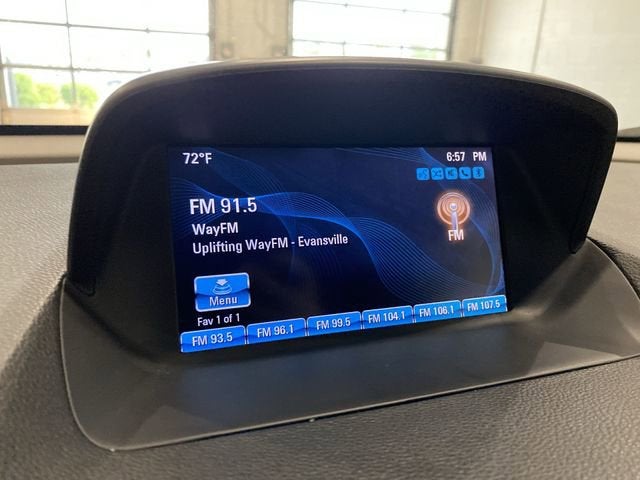 72°F 6:57 PM
FM 91.5
WayFM
Uplifting WayFM - Evansville
FM
Menu
Fav 1 of 1
FM 93.5 FM 96.1 FM 99.5 FM 104.1 FM 106.1 FM 107.5